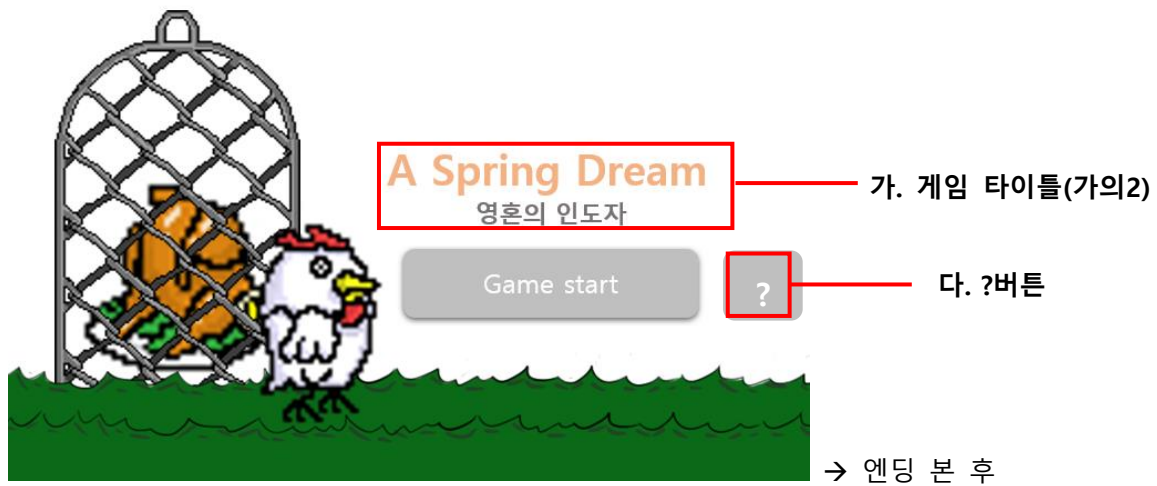 A Spring Dream
영혼의 인도자
가. 게임 타이틀(가의2)
Game start
?
다. ?버튼
→ 엔딩 본 후